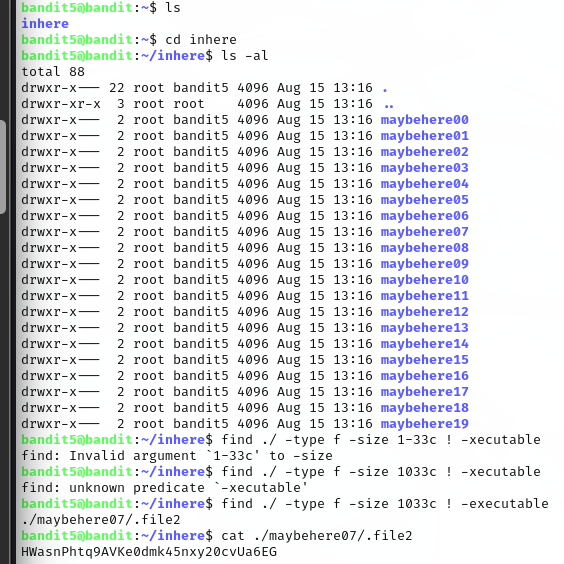 bandit5@bandit:~$ ls
inhere
bandit5@bandit:~$ cd inhere
bandit5@bandit:~/inhere$ ls -al
total 88
drwxr-x--- 22 root bandit5 4096 Aug 15 13:16 .
drwxr-xr-x  3 root root    4096 Aug 15 13:16 ..
drwxr-x---  2 root bandit5 4096 Aug 15 13:16 maybehere00
drwxr-x---  2 root bandit5 4096 Aug 15 13:16 maybehere01
drwxr-x---  2 root bandit5 4096 Aug 15 13:16 maybehere02
drwxr-x---  2 root bandit5 4096 Aug 15 13:16 maybehere03
drwxr-x---  2 root bandit5 4096 Aug 15 13:16 maybehere04
drwxr-x---  2 root bandit5 4096 Aug 15 13:16 maybehere05
drwxr-x---  2 root bandit5 4096 Aug 15 13:16 maybehere06
drwxr-x---  2 root bandit5 4096 Aug 15 13:16 maybehere07
drwxr-x---  2 root bandit5 4096 Aug 15 13:16 maybehere08
drwxr-x---  2 root bandit5 4096 Aug 15 13:16 maybehere09
drwxr-x---  2 root bandit5 4096 Aug 15 13:16 maybehere10
drwxr-x---  2 root bandit5 4096 Aug 15 13:16 maybehere11
drwxr-x---  2 root bandit5 4096 Aug 15 13:16 maybehere12
drwxr-x---  2 root bandit5 4096 Aug 15 13:16 maybehere13
drwxr-x---  2 root bandit5 4096 Aug 15 13:16 maybehere14
drwxr-x---  2 root bandit5 4096 Aug 15 13:16 maybehere15
drwxr-x---  2 root bandit5 4096 Aug 15 13:16 maybehere16
drwxr-x---  2 root bandit5 4096 Aug 15 13:16 maybehere17
drwxr-x---  2 root bandit5 4096 Aug 15 13:16 maybehere18
drwxr-x---  2 root bandit5 4096 Aug 15 13:16 maybehere19
bandit5@bandit:~/inhere$ find ./ -type f -size 1-33c ! -executable
find: Invalid argument `1-33c' to -size
bandit5@bandit:~/inhere$ find ./ -type f -size 1033c ! -xecutable
find: unknown predicate `-xecutable'
bandit5@bandit:~/inhere$ find ./ -type f -size 1033c ! -executable
./maybehere07/.file2
bandit5@bandit:~/inhere$ cat ./maybehere07/.file2
HWasnPhtq9AVKe0dmk45nxy20cvUa6EG